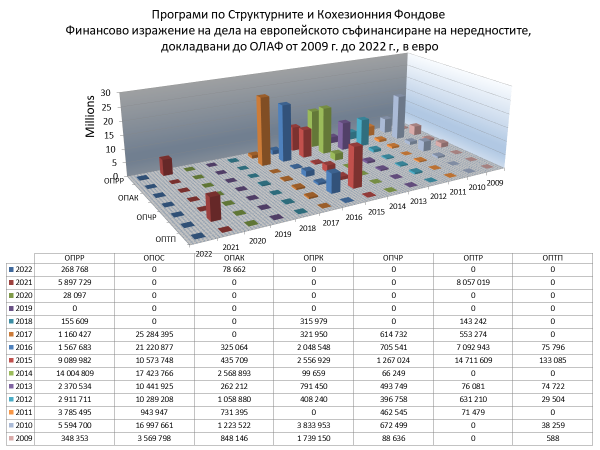 Програми по Структурните и Кохезионния Фондове
Финансово изражение на дела на европейското съфинансиране на нередностите,
докладвани до ОЛАФ от 2009 г. до 2022 г., в евро
Millions
30
25
20
15
10
5
0
ОПРР
ОПАК
ОПЧР
ОПТП
2022 2021 2020 2019 2018 2017 2016 2015 2014 2013 2012 2011 2010 2009
ОПРР ОПОС ОПАК ОПРК ОПЧР ОПТР ОПТП
2022 268 768 0 78 662 0 0 0 0
2021 5 897 729 0 0 0 0 8 057 019 0
2020 28 097 0 0 0 0 0 0
2019 0 0 0 0 0 0 0
2018 155 609 0 0 315 979 0 143 242 0
2017 1 160 427 25 284 395 0 321 950 614 732 553 274 0
2016 1 567 683 21 220 877 325 064 2 048 548 705 541 7 092 943 75 796
2015 9 089 982 10 573 748 435 709 2 556 929 1 267 024 14 711 609 133 085
2014 14 004 809 17 423 766 2 568 893 99 659 66 249 0 0
2013 2 370 534 10 441 925 262 212 791 450 493 749 76 081 74 722
2012 2 911 711 10 289 208 1 058 880 408 240 396 758 631 210 29 504
2011 3 785 495 943 947 731 395 0 462 545 71 479 0
2010 5 594 700 16 997 661 1 223 522 3 833 953 672 499 0 38 259
2009 348 353 3 569 798 848 146 1 739 150 88 636 0 588